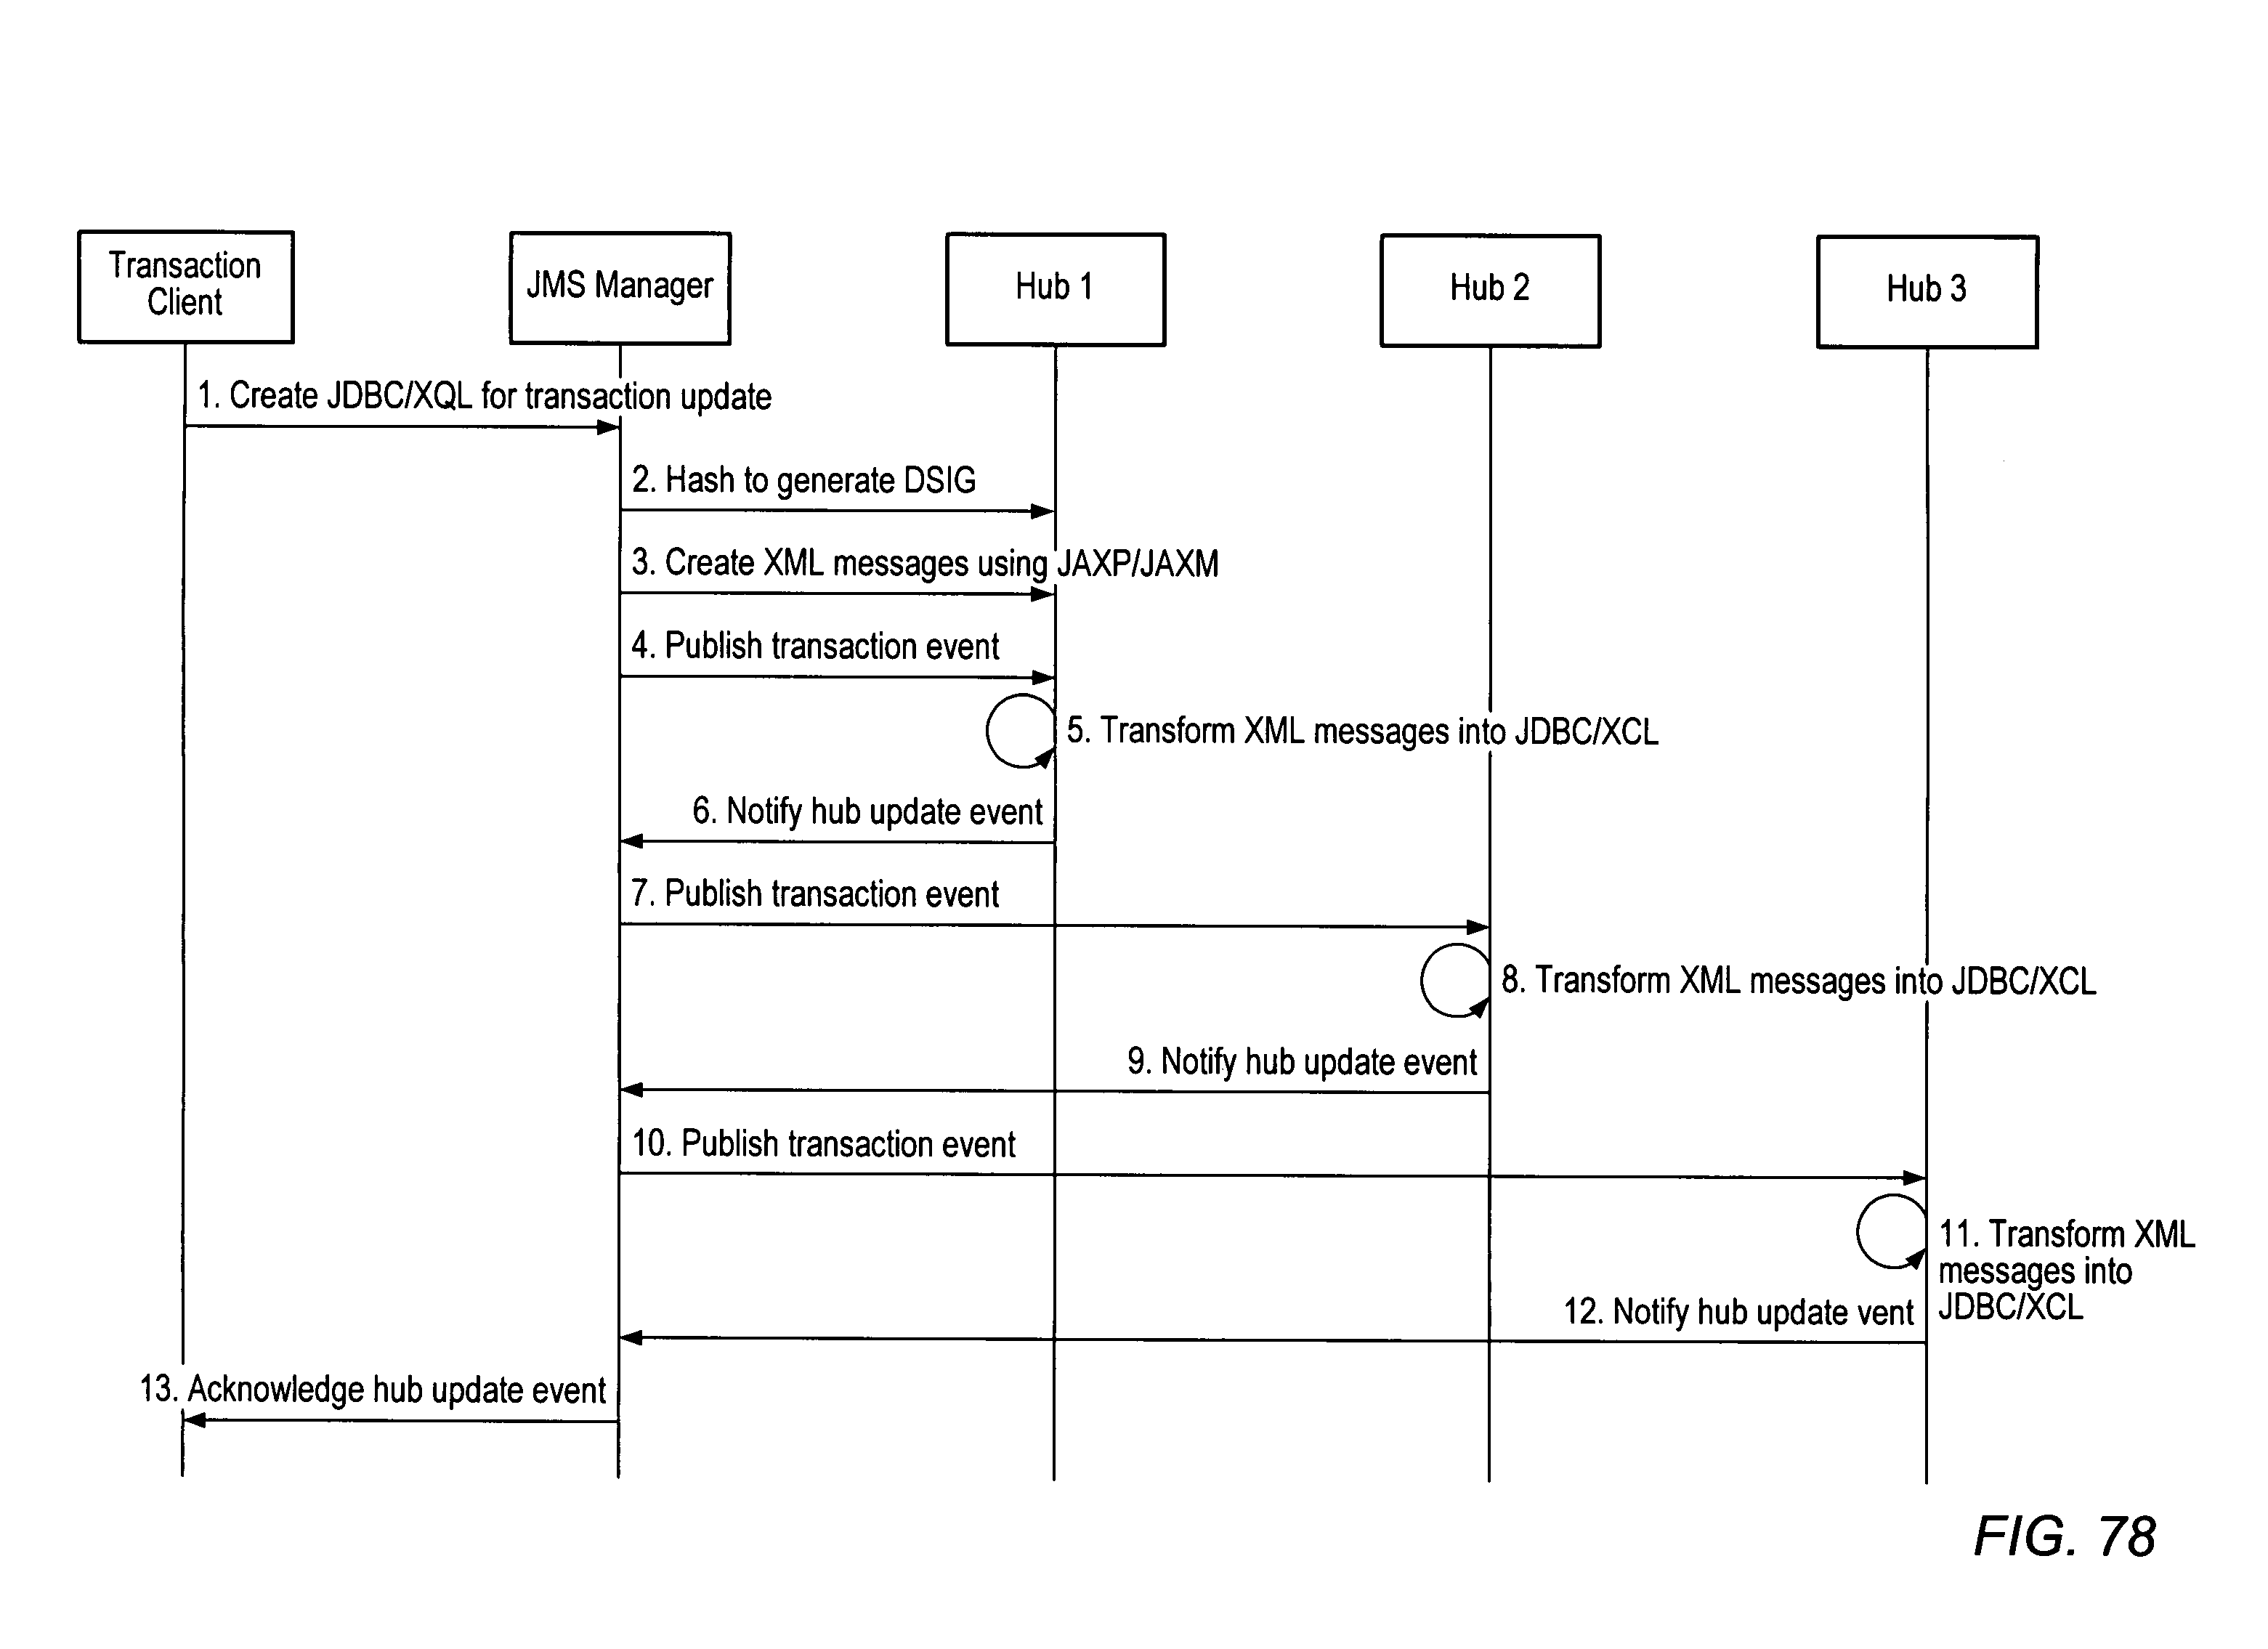 Transaction
Client
JMS Manager
Hub 1
Hub 2
Hub 3
1. Create JDBC/XQL for transaction update
2. Hash to generate DSIG
3. Create XML messages using JAXP/JAXM
4. Publish transaction event
5. Transform XML messages into JDBC/XCL
6. Notify hub update event
7. Publish transaction event
8. Transform XML messages into JDBC/XCL
9. Notify hub update event
10. Publish transaction event
11. Transform XML
messages into
JDBC/XCL
12. Notify hub update vent
13. Acknowledge hub update event
FIG. 78